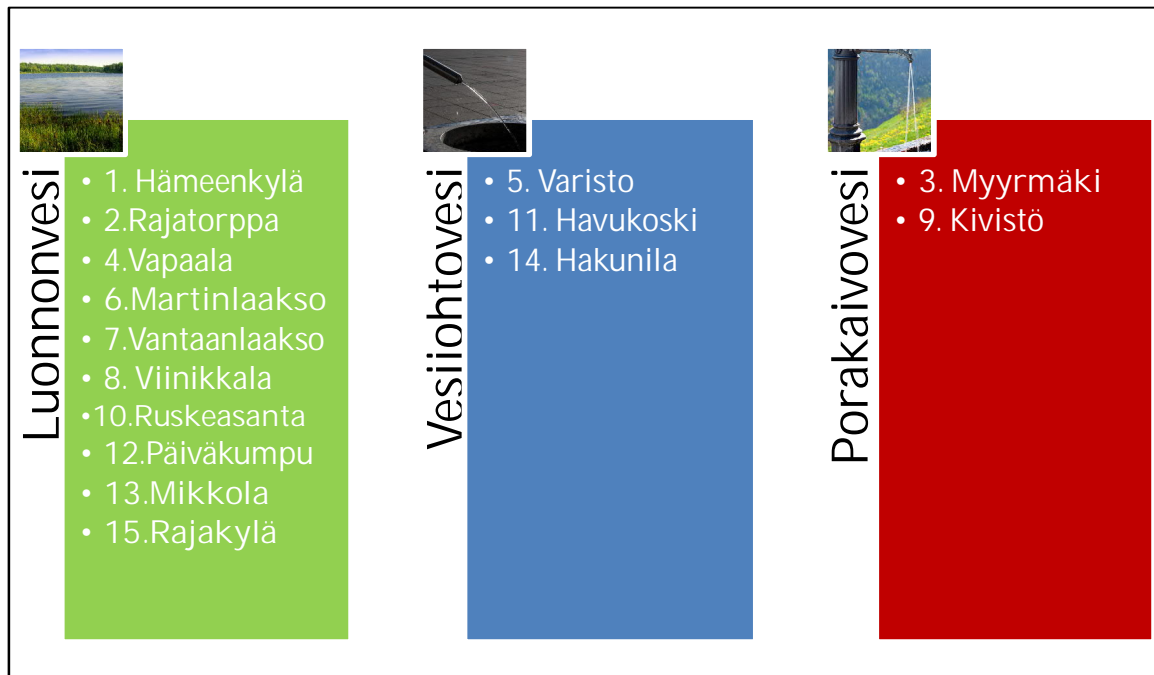 Luonnonvesi
• 1. Hämeenkylä
• 2.Rajatorppa
• 4.Vapaala
• 6.Martinlaakso
• 7.Vantaanlaakso
• 8. Viinikkala
•10.Ruskeasanta
• 12.Päiväkumpu
• 13.Mikkola
• 15.Rajakylä
Vesiiohtovesi
• 5. Varisto
• 11. Havukoski
• 14. Hakunila
Porakaivovesi
• 3. Myyrmäki
• 9. Kivistö